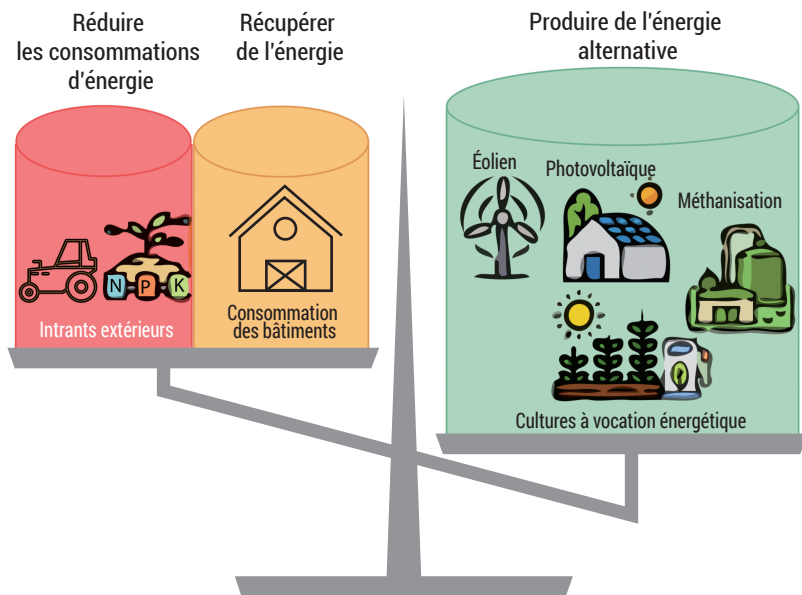 Réduire
les consommations
d'énergie
Récupérer
de l'énergie
Produire de l'énergie
alternative
Éolien
Photovoltaïque
Méthanisation
N P K
Intrants extérieurs
Consommation
des bâtiments
Cultures à vocation énergétique